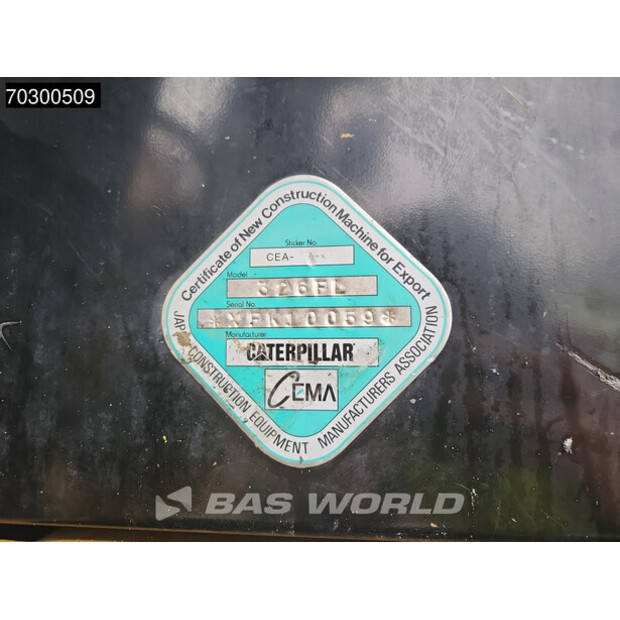 70300509
Certificate of New Construction Machine for Export
Sticker No.
CEA-
Model
326FL
Serial No.
*XFK10059*
Manufacturer
CATERPILLAR
CEMA
CONSTRUCTION EQUIPMENT MANUFACTURERS ASSOCIATION
BAS WORLD